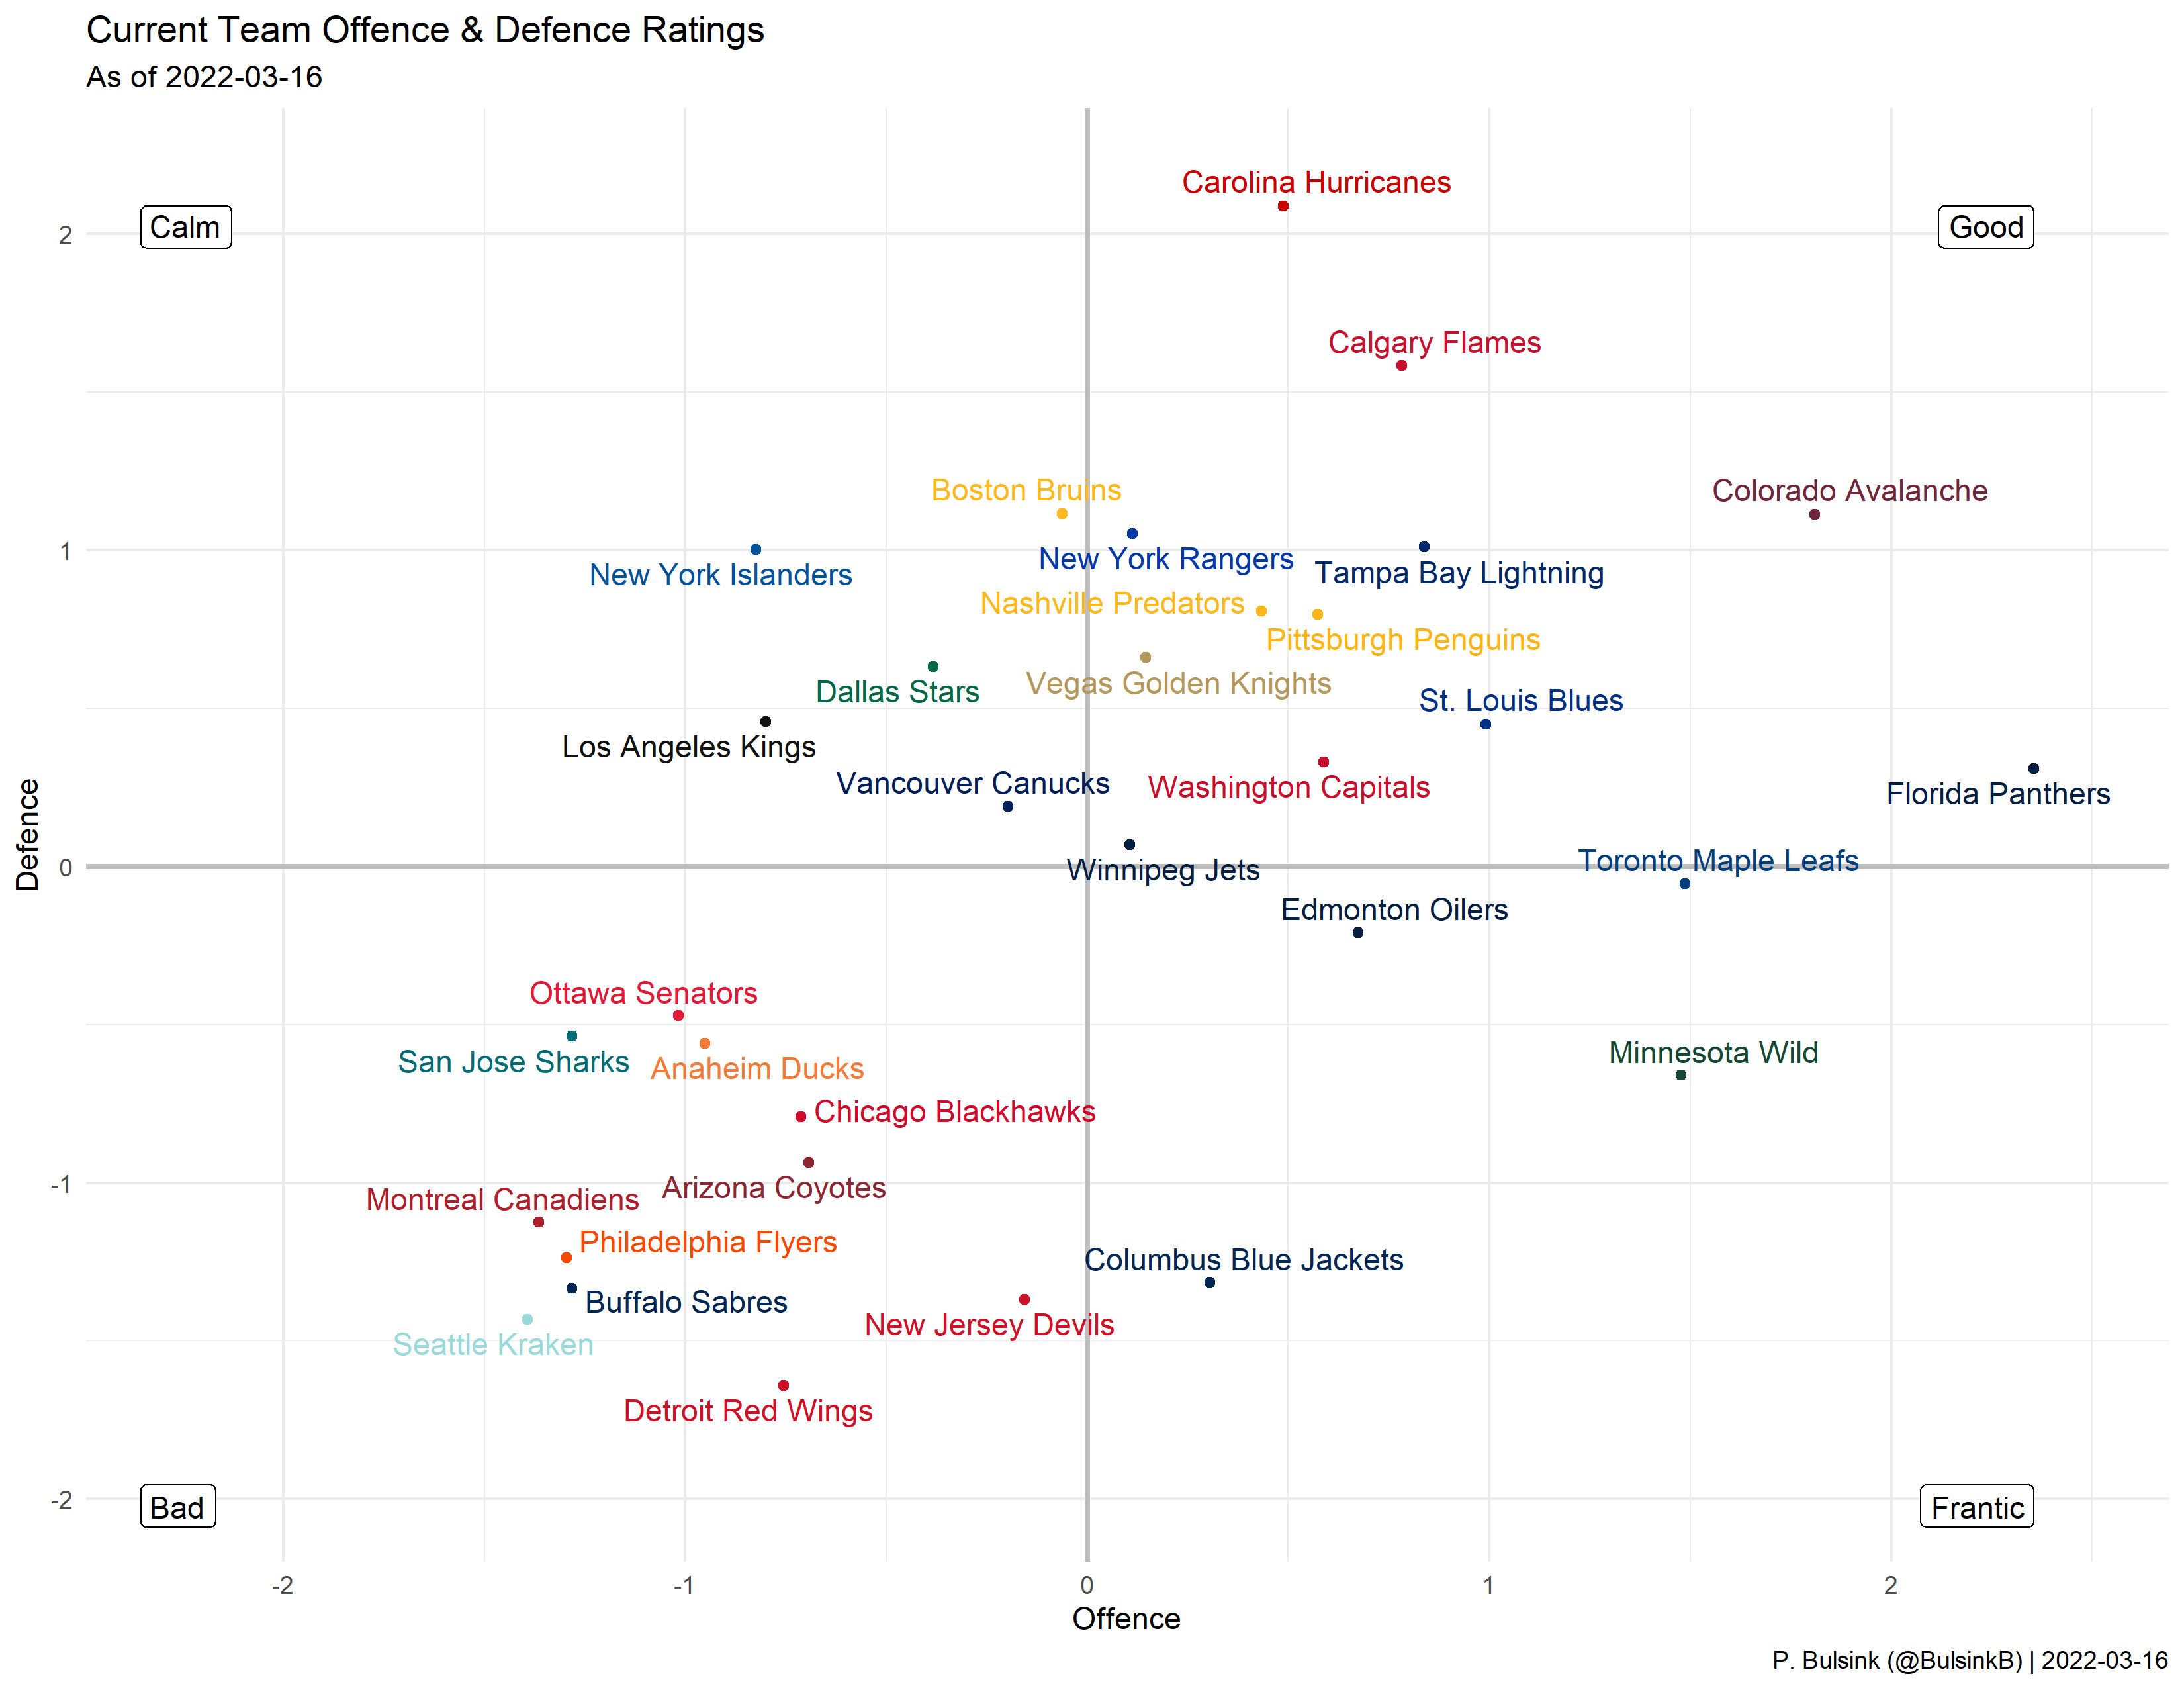 Current Team Offence & Defence Ratings
As of 2022-03-16
Carolina Hurricanes
Calm
Good
2
Calgary Flames
Boston Bruins
Colorado Avalanche
1
New York Rangers
New York Islanders
Tampa Bay Lightning
Nashville Predators
Pittsburgh Penguins
Vegas Golden Knights
Dallas Stars
St. Louis Blues
Los Angeles Kings
Vancouver Canucks
Washington Capitals
Florida Panthers
Defence
0
Toronto Maple Leafs
Winnipeg Jets
Edmonton Oilers
Ottawa Senators
San Jose Sharks
Anaheim Ducks
Minnesota Wild
Chicago Blackhawks
-1
Arizona Coyotes
Montreal Canadiens
Philadelphia Flyers
Columbus Blue Jackets
Buffalo Sabres
New Jersey Devils
Seattle Kraken
Detroit Red Wings
-2
Bad
Frantic
-2
-1
0
1
2
Offence
P. Bulsink (@BulsinkB) | 2022-03-16